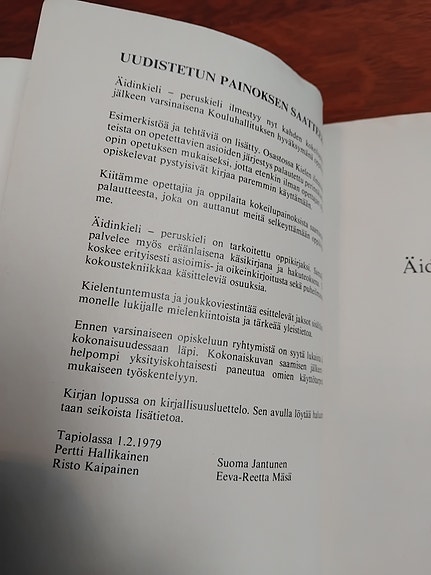 UUDISTETUN PAINOKSEN
Äidinkieli – peruskieli ilmestyy nyt kahden
jälkeen varsinaisena Kouluhallituksen hyväksymänä
Esimerkistöä ja tehtäviä on lisätty. Osastossa Kielen
teista on opetettavien asioiden järjestys palautettu
opin opetuksen mukaiseksi, jotta etenkin ilman
opiskelevat pystyisivät kirjaa paremmin käyttämään.
Kiitämme opettajia ja oppilaita kokeilupainoksista
palautteesta, joka on auttanut meitä selkeyttämään
me.
Äidinkieli – peruskieli on tarkoitettu oppikirjaksi.
palvelee myös eräänlaisena käsikirjana ja
koskee erityisesti asioimis- ja oikeinkirjoitusta sekä
kokoustekniikkaa käsitteleviä osuuksia.
Kielentuntemusta ja joukkoviestintää esittelevät jaksot
monelle lukijalle mielenkiintoista ja tärkeää yleistietoa.
Ennen varsinaiseen opiskeluun ryhtymistä on syytä
kokonaisuudessaan läpi. Kokonaiskuvan saamisen jälkeen
helpompi yksityiskohtaisesti paneutua omien
mukaiseen työskentelyyn.
Kirjan lopussa on kirjallisuusluettelo. Sen avulla löytää
taan seikoista lisätietoa.
Tapiolassa 1.2.1979
Pertti Hallikainen Suoma Jantunen
Risto Kaipainen Eeva-Reetta Mäsä